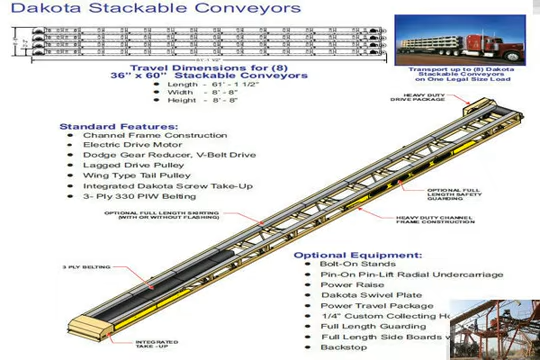 Dakota Stackable Conveyors
61'-1 1/2"
Travel Dimensions for (8)
36" x 60" Stackable Conveyors
Length - 61' - 1 1/2"
Width - 8' - 8"
Height - 8' - 8"
Transport up to (8) Dakota
Stackable Conveyors
on One Legal Size Load
HEAVY DUTY
DRIVE PACKAGE
Standard Features:
Channel Frame Construction
Electric Drive Motor
Dodge Gear Reducer, V-Belt Drive
Lagged Drive Pulley
Wing Type Tail Pulley
Integrated Dakota Screw Take-Up
3- Ply 330 PIW Belting
OPTIONAL FULL
LENGTH SAFETY
GUARDING
OPTIONAL FULL LENGTH SKIRTING
(WITH OR WITHOUT FLASHING)
HEAVY DUTY CHANNEL
FRAME CONSTRUCTION
3 PLY BELTING
Optional Equipment:
Bolt-On Stands
Pin-On Pin-Lift Radial Undercarriage
Power Raise
Dakota Swivel Plate
Power Travel Package
1/4" Custom Collecting
Full Length Guarding
Full Length Side Boards
Backstop
INTEGRATED
TAKE -UP